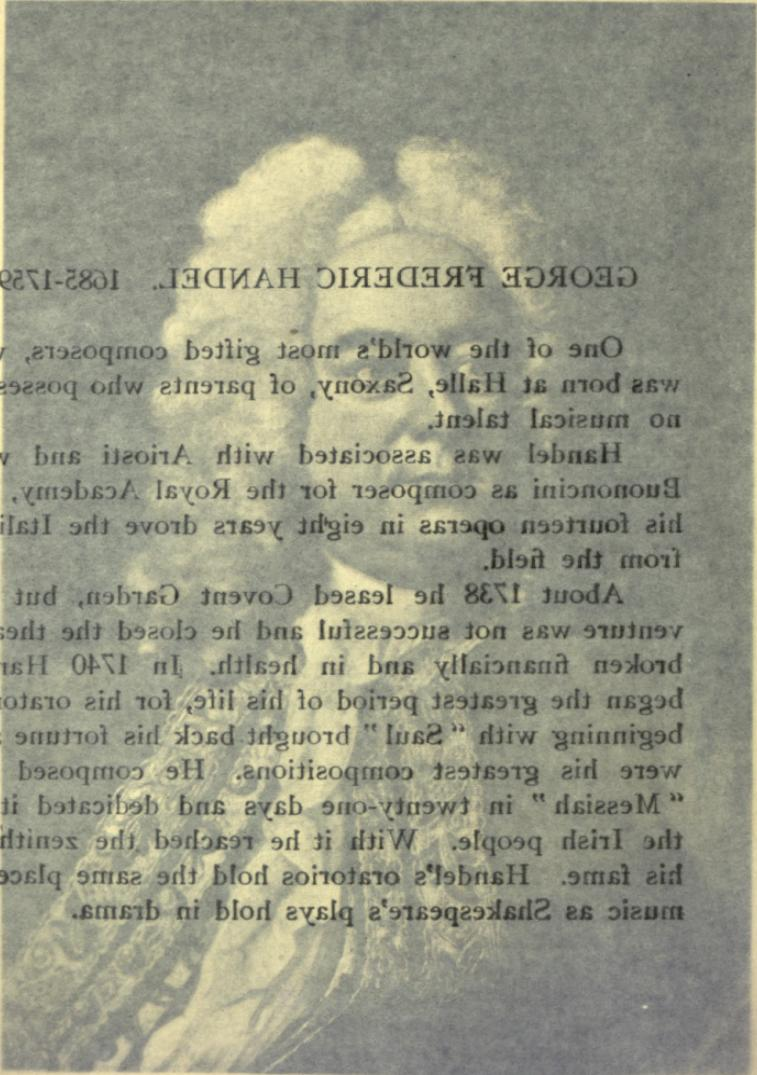 GEORGE FREDERIC HANDEL. 1685-1759
One of the world's most gifted composers,
was born at Halle, Saxony, of parents who
no musical talent.
Handel was associated with Ariosti and
Buononcini as composer for the Royal Academy,
his fourteen operas in eight years drove the
from the field.
About 1738 he leased Covent Garden, but
venture was not successful and he closed the
broken financially and in health. In 1740
began the greatest period of his life, for his
beginning with “Saul” brought back his fortune
were his greatest compositions. He composed
“Messiah” in twenty-one days and dedicated it
the Irish people. With it he reached the zenith
his fame. Handel's oratorios hold the same place
music as Shakespeare's plays hold in drama.